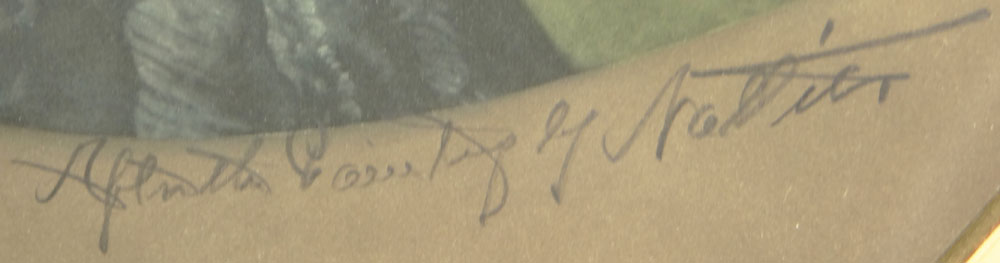 After the Painting by Nattier